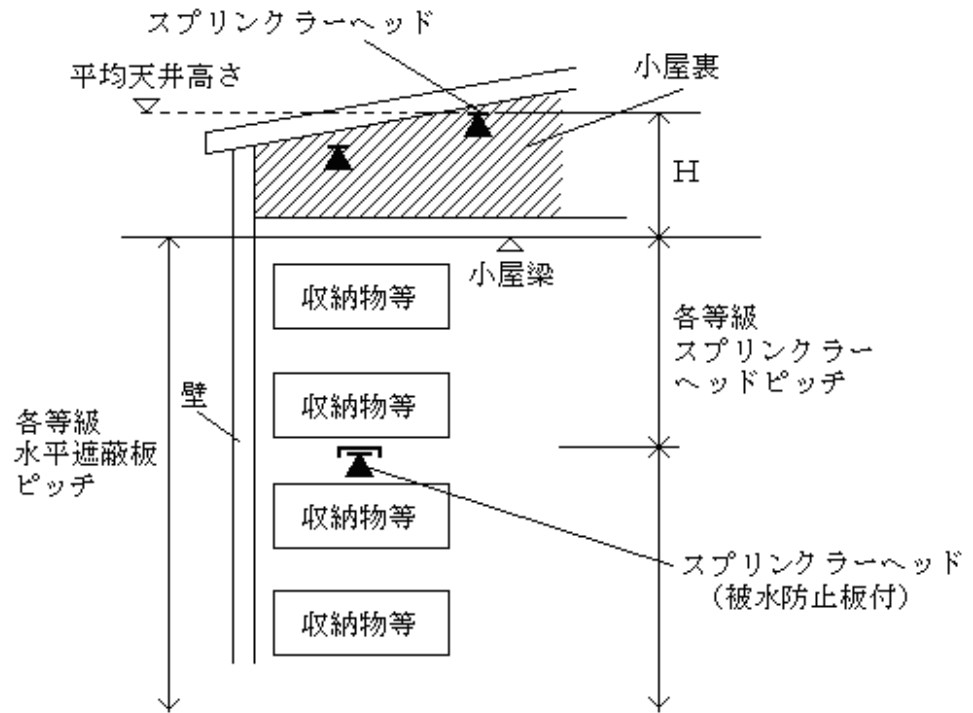 スプリンクラーヘッド
平均天井高さ
小屋裏
H
小屋梁
収納物等
各等級
スプリンクラー
ヘッドピッチ
壁
収納物等
各等級
水平遮蔽板
ピッチ
収納物等
スプリンクラーヘッド
(被水防止板付)
収納物等